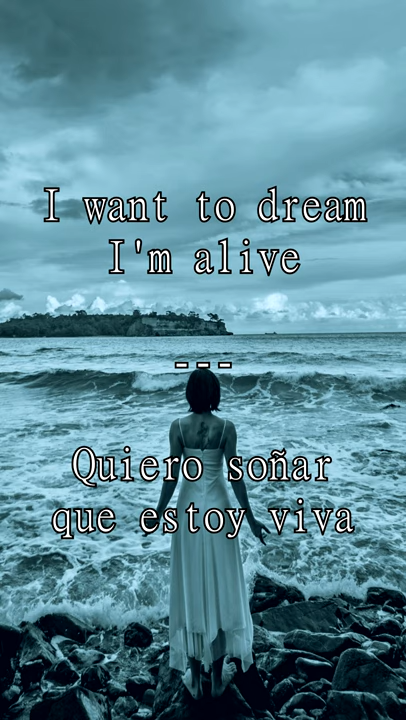 I want to dream
I'm alive
---
Quiero soñar
que estoy viva